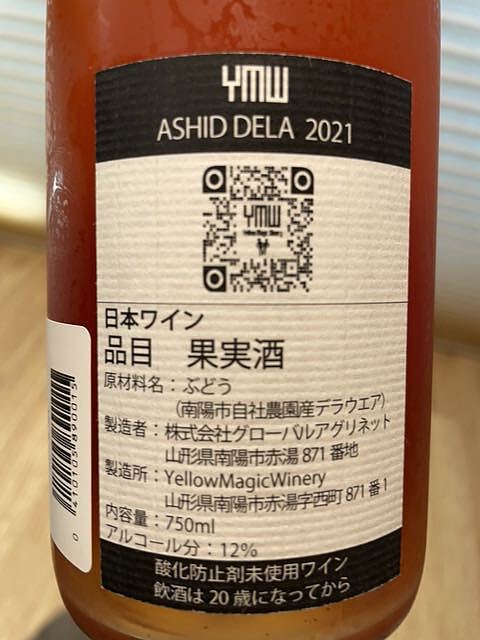 YMW
ASHID DELA 2021
YMW
日本ワイン
品目 果実酒
原材料名：ぶどう
（南陽市自社農園産デラウエア）
製造者：株式会社グローバルアグリネット
山形県南陽市赤湯 871 番地
製造所：YellowMagicWinery
山形県南陽市赤湯字西町 871 番 1
内容量：750ml
アルコール分：12%
酸化防止剤未使用ワイン
飲酒は 20 歳になってから
0 410105 890015